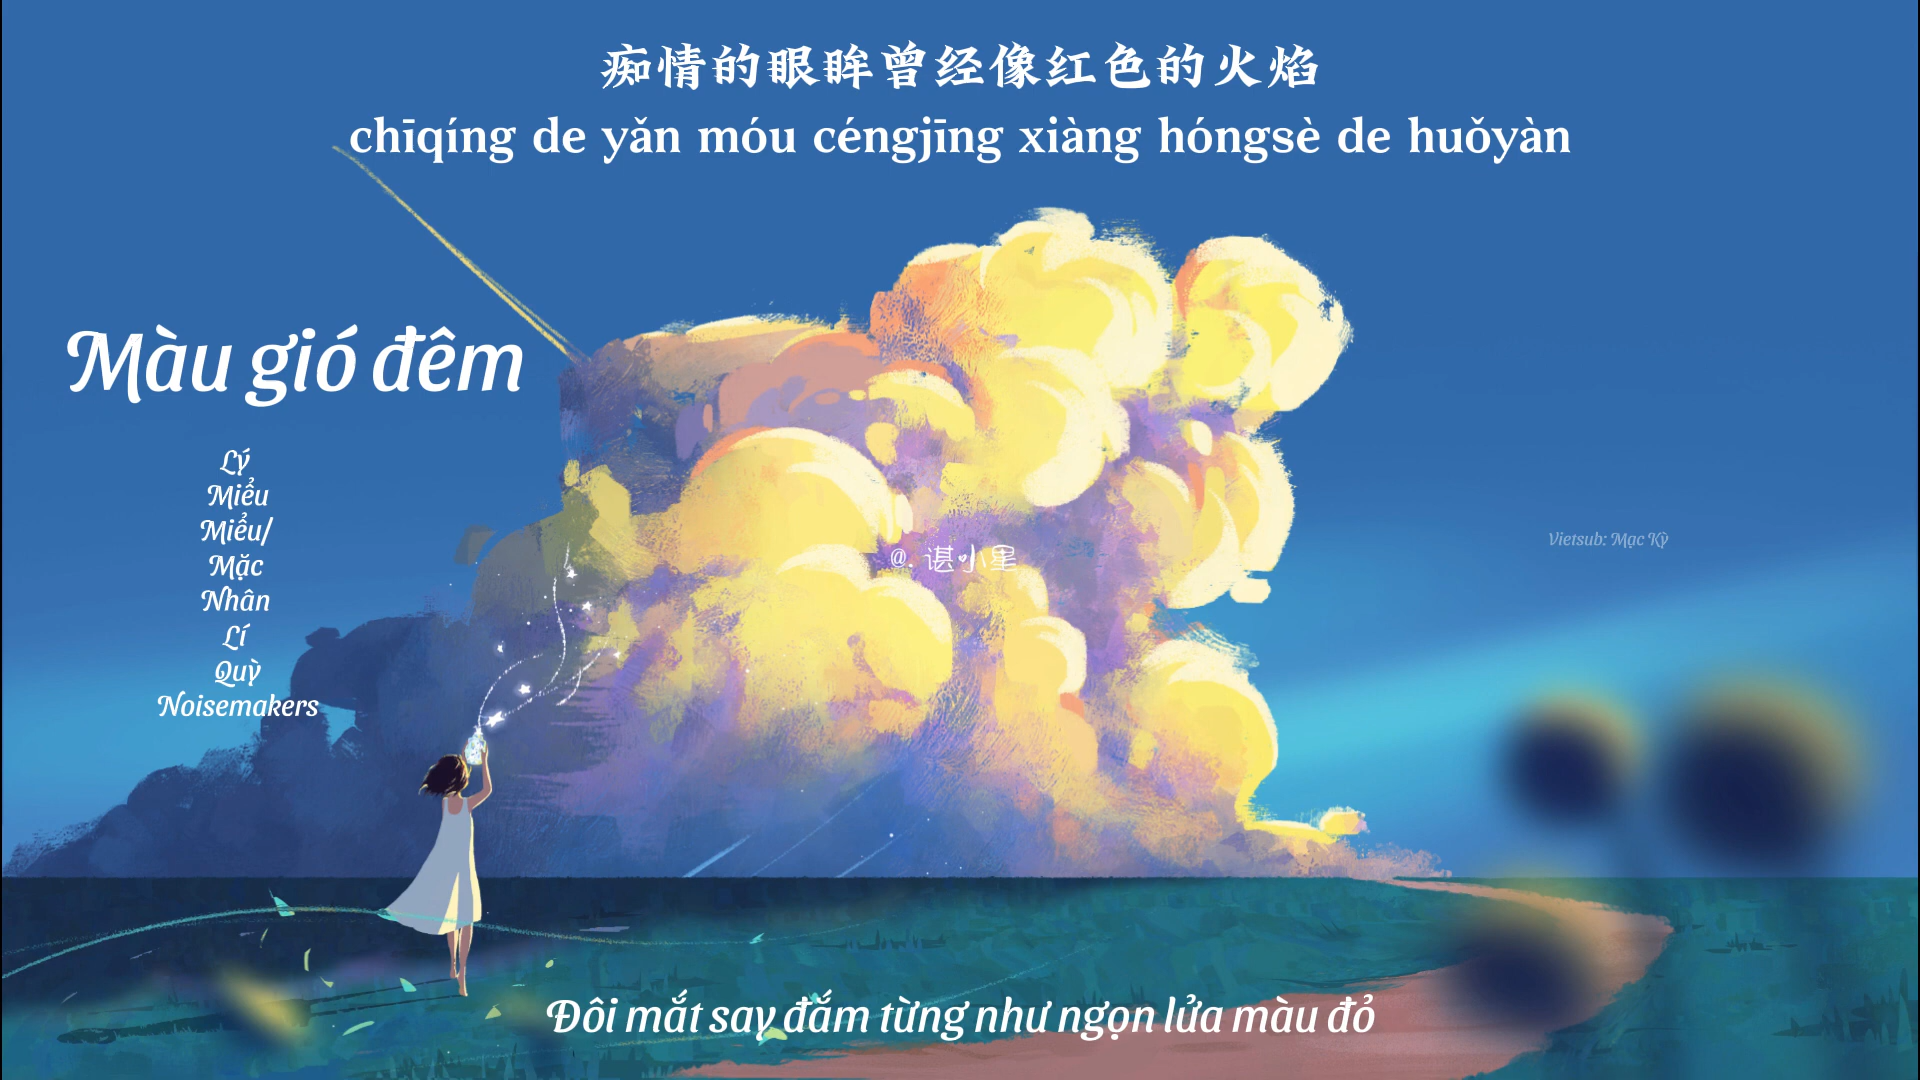 痴情的眼眸曾经像红色的火焰
chīqíng de yǎn móu céngjīng xiàng hóngsè de huǒyàn
Màu gió đêm
Lý
Miểu
Miểu/
Mặc
Nhân
Lí
Quỳ
Noisemakers
@. 谌小星
Vietsub: Mạc Kỳ
Đôi mắt say đắm từng như ngọn lửa màu đỏ